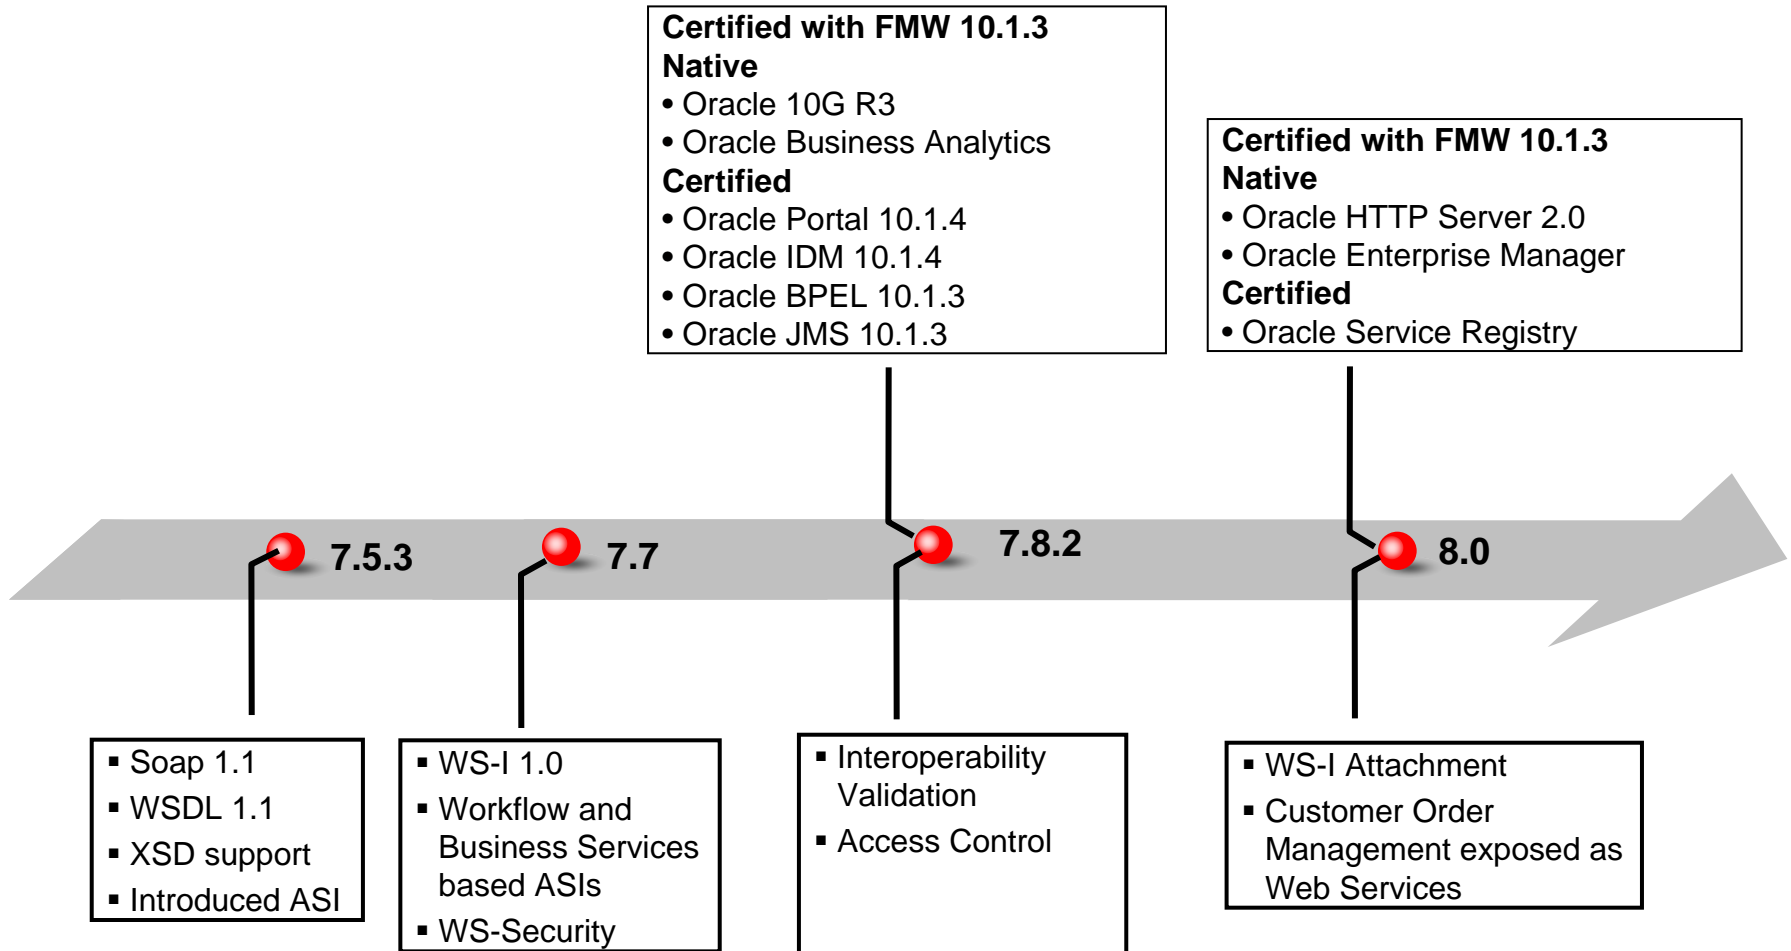 Certified with FMW 10.1.3
Native
• Oracle 10G R3
• Oracle Business Analytics
Certified
• Oracle Portal 10.1.4
• Oracle IDM 10.1.4
• Oracle BPEL 10.1.3
• Oracle JMS 10.1.3
Certified with FMW 10.1.3
Native
• Oracle HTTP Server 2.0
• Oracle Enterprise Manager
Certified
• Oracle Service Registry
7.5.3
7.7
7.8.2
8.0
▪ Soap 1.1
▪ WSDL 1.1
▪ XSD support
▪ Introduced ASI
▪ WS-I 1.0
▪ Workflow and
Business Services
based ASIs
▪ WS-Security
▪ Interoperability
Validation
▪ Access Control
▪ WS-I Attachment
▪ Customer Order
Management exposed as
Web Services